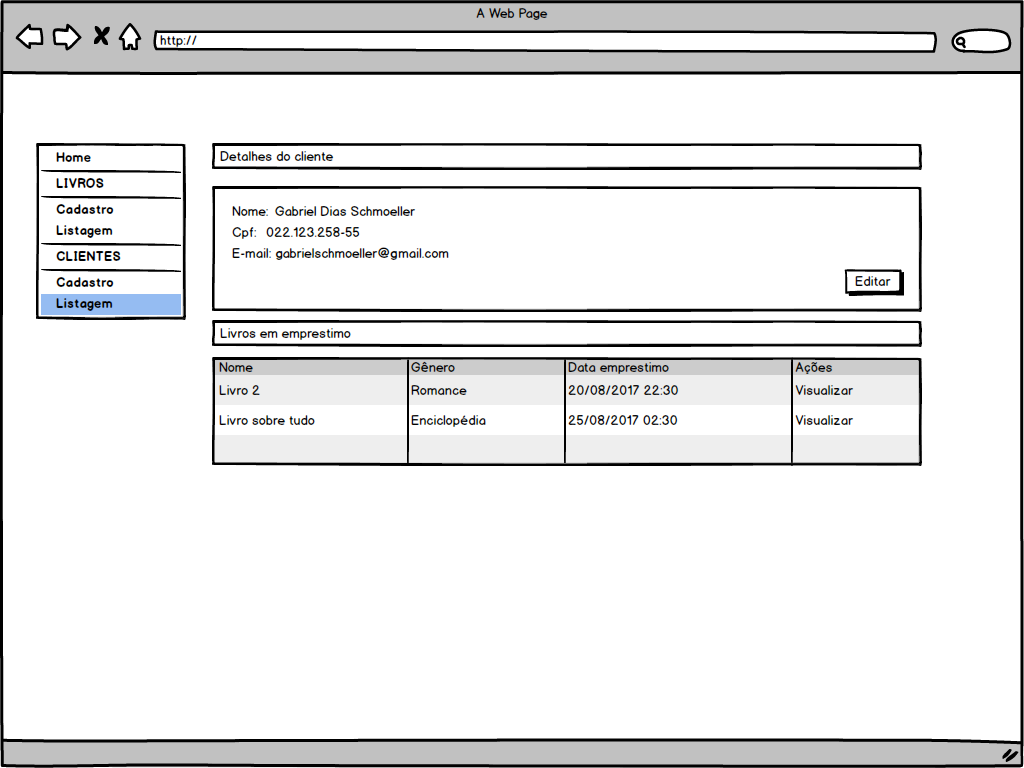 A Web Page
http://
Home
LIVROS
Cadastro
Listagem
CLIENTES
Cadastro
Listagem
Detalhes do cliente
Nome: Gabriel Dias Schmoeller
Cpf: 022.123.258-55
E-mail: gabrielschmoeller@gmail.com
Editar
Livros em emprestimo
Nome Gênero Data emprestimo Ações
Livro 2 Romance 20/08/2017 22:30 Visualizar
Livro sobre tudo Enciclopédia 25/08/2017 02:30 Visualizar